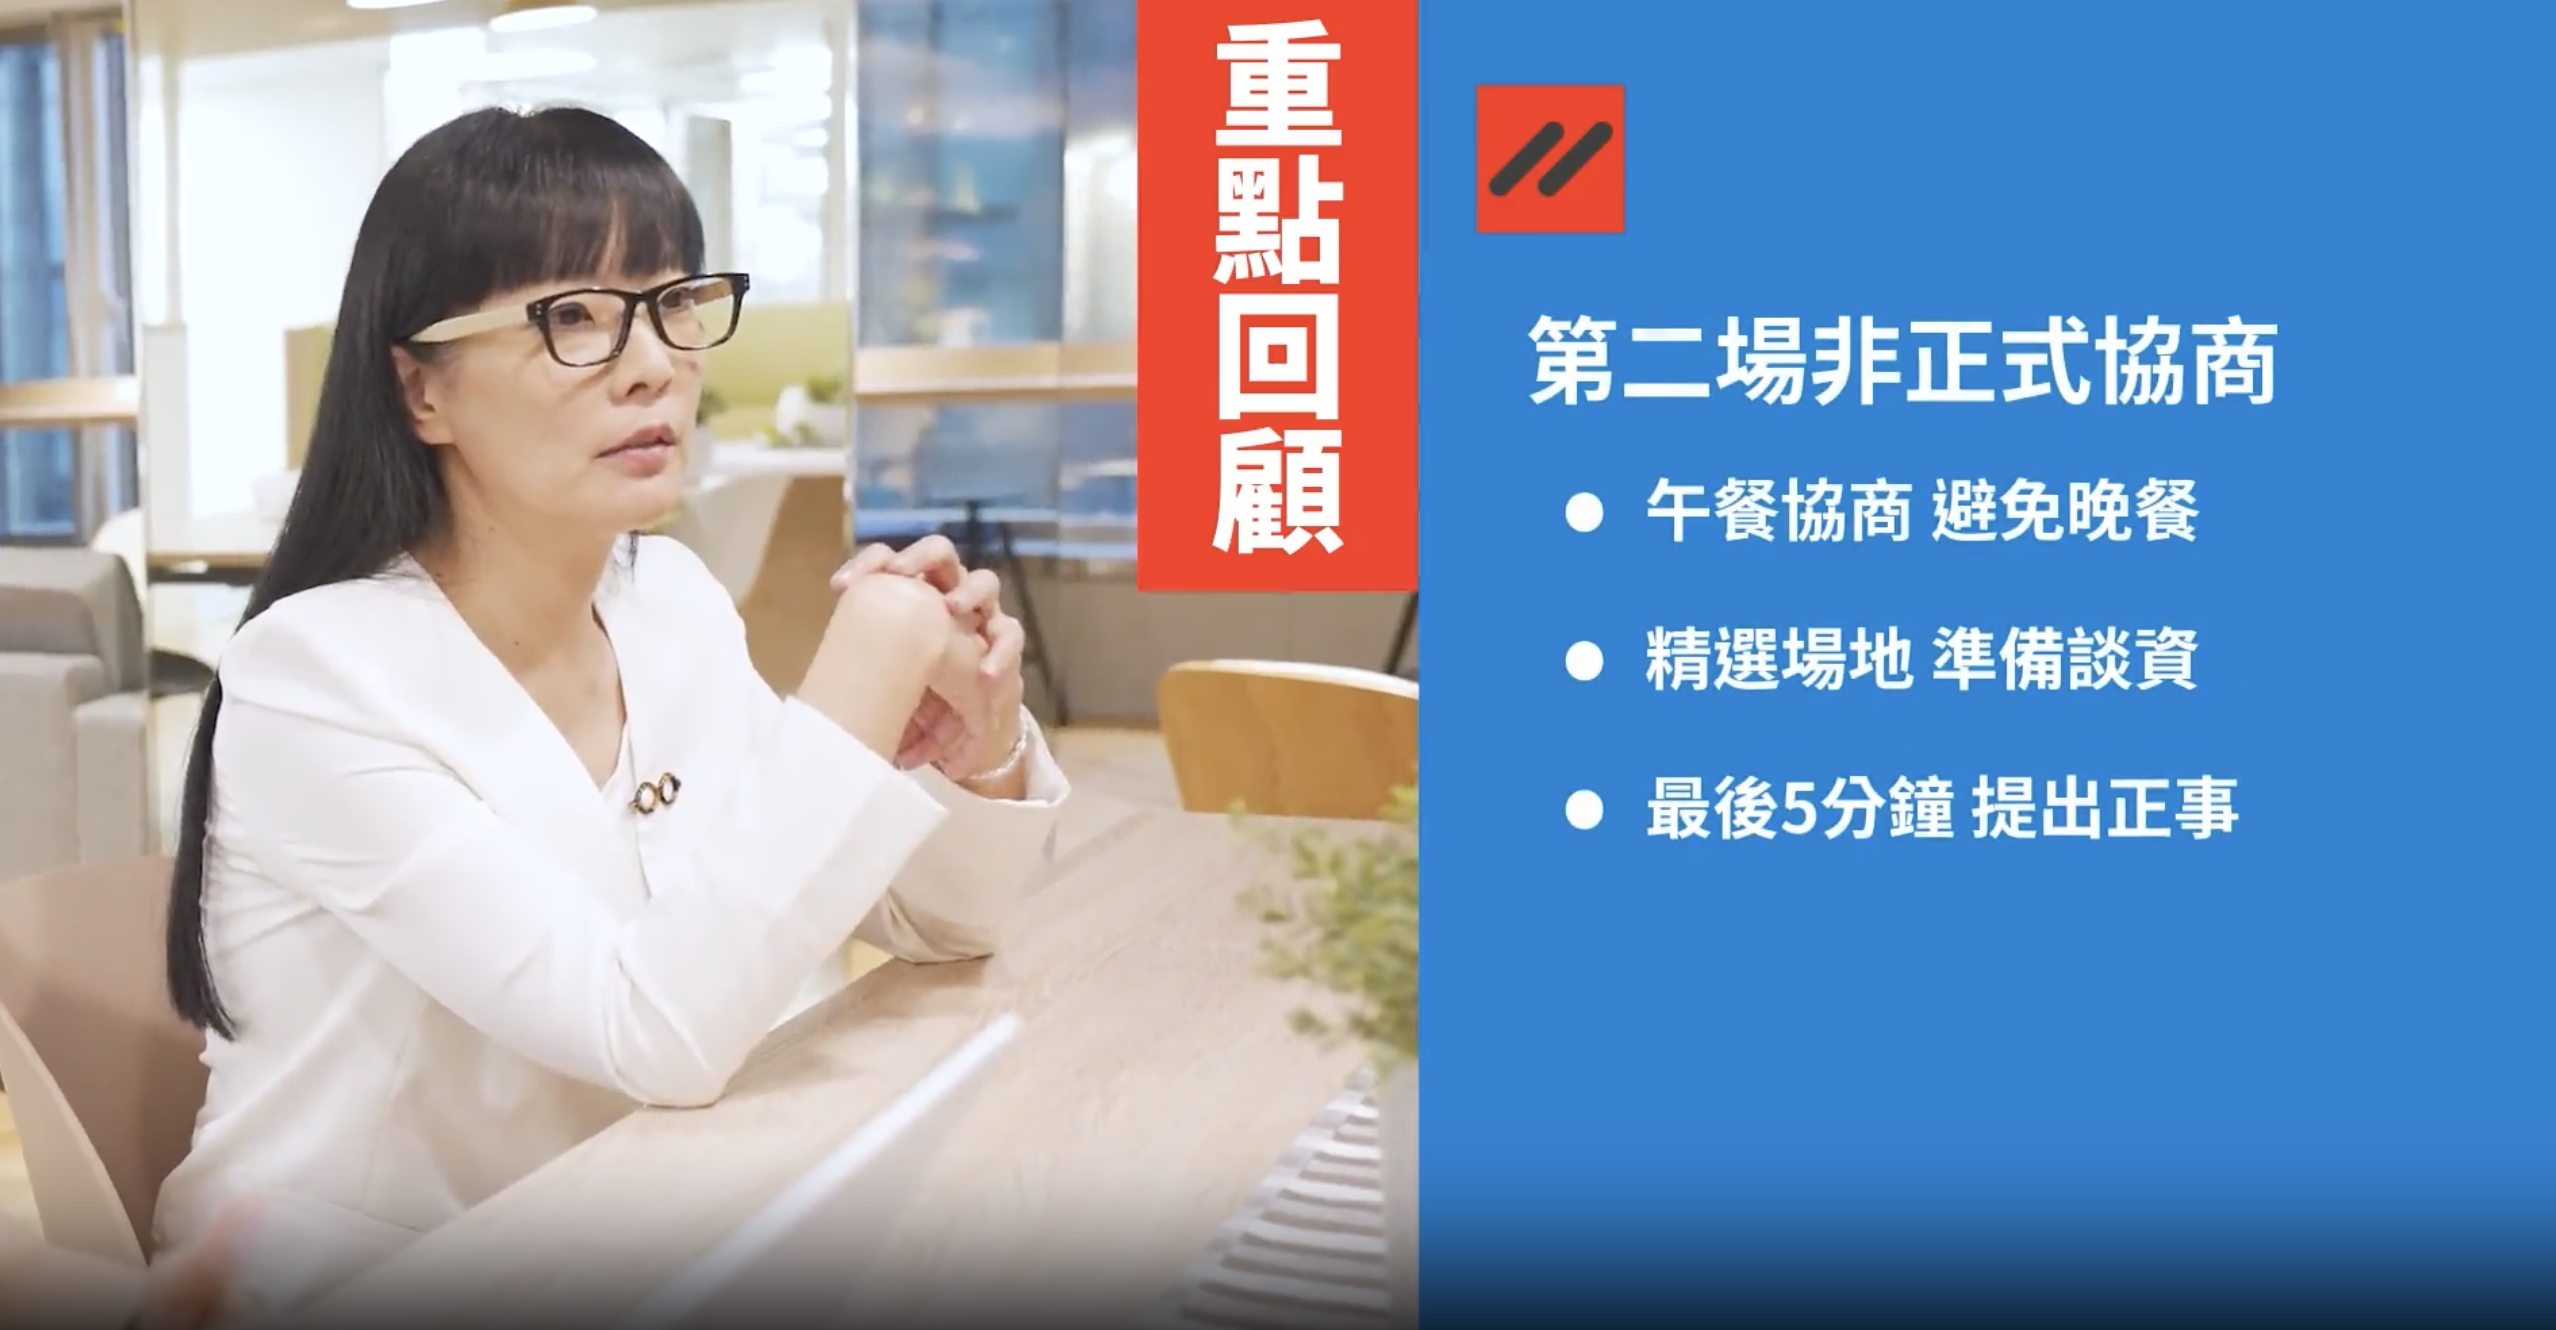 重點回顧
第二場非正式協商
● 午餐協商 避免晚餐
● 精選場地 準備談資
● 最後5分鐘 提出正事